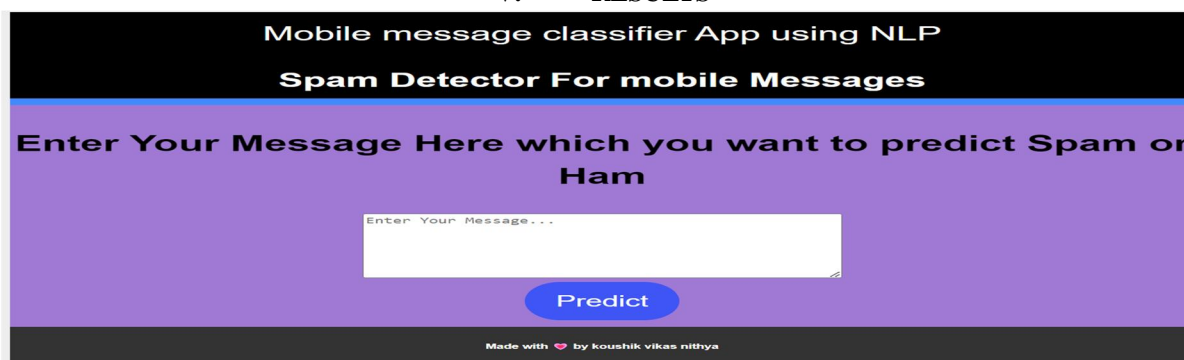 Mobile message classifier App using NLP
Spam Detector For mobile Messages
Enter Your Message Here which you want to predict Spam or
Ham
Enter Your Message...
Predict
Made with 💗 by koushik vikas nithya